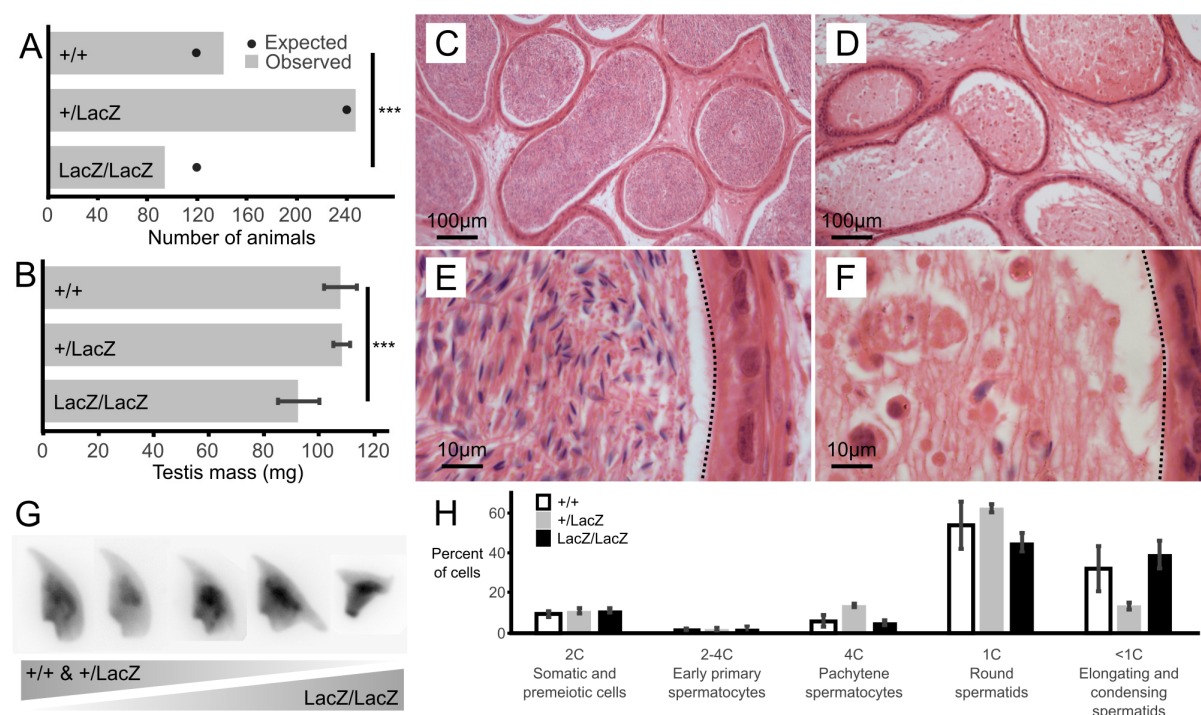 A
+/+
Expected
Observed
+/LacZ
***
LacZ/LacZ
0 40 80 120 160 200 240
Number of animals
B
+/+
+/LacZ
***
LacZ/LacZ
0 20 40 60 80 100 120
Testis mass (mg)
C
100µm
D
100µm
E
10µm
F
10µm
G
+/+ & +/LacZ
LacZ/LacZ
H
+/+
+/LacZ
LacZ/LacZ
Percent
of cells
60
40
20
0
2C
Somatic and
premeiotic cells
2-4C
Early primary
spermatocytes
4C
Pachytene
spermatocytes
1C
Round
spermatids
<1C
Elongating and
condensing
spermatids